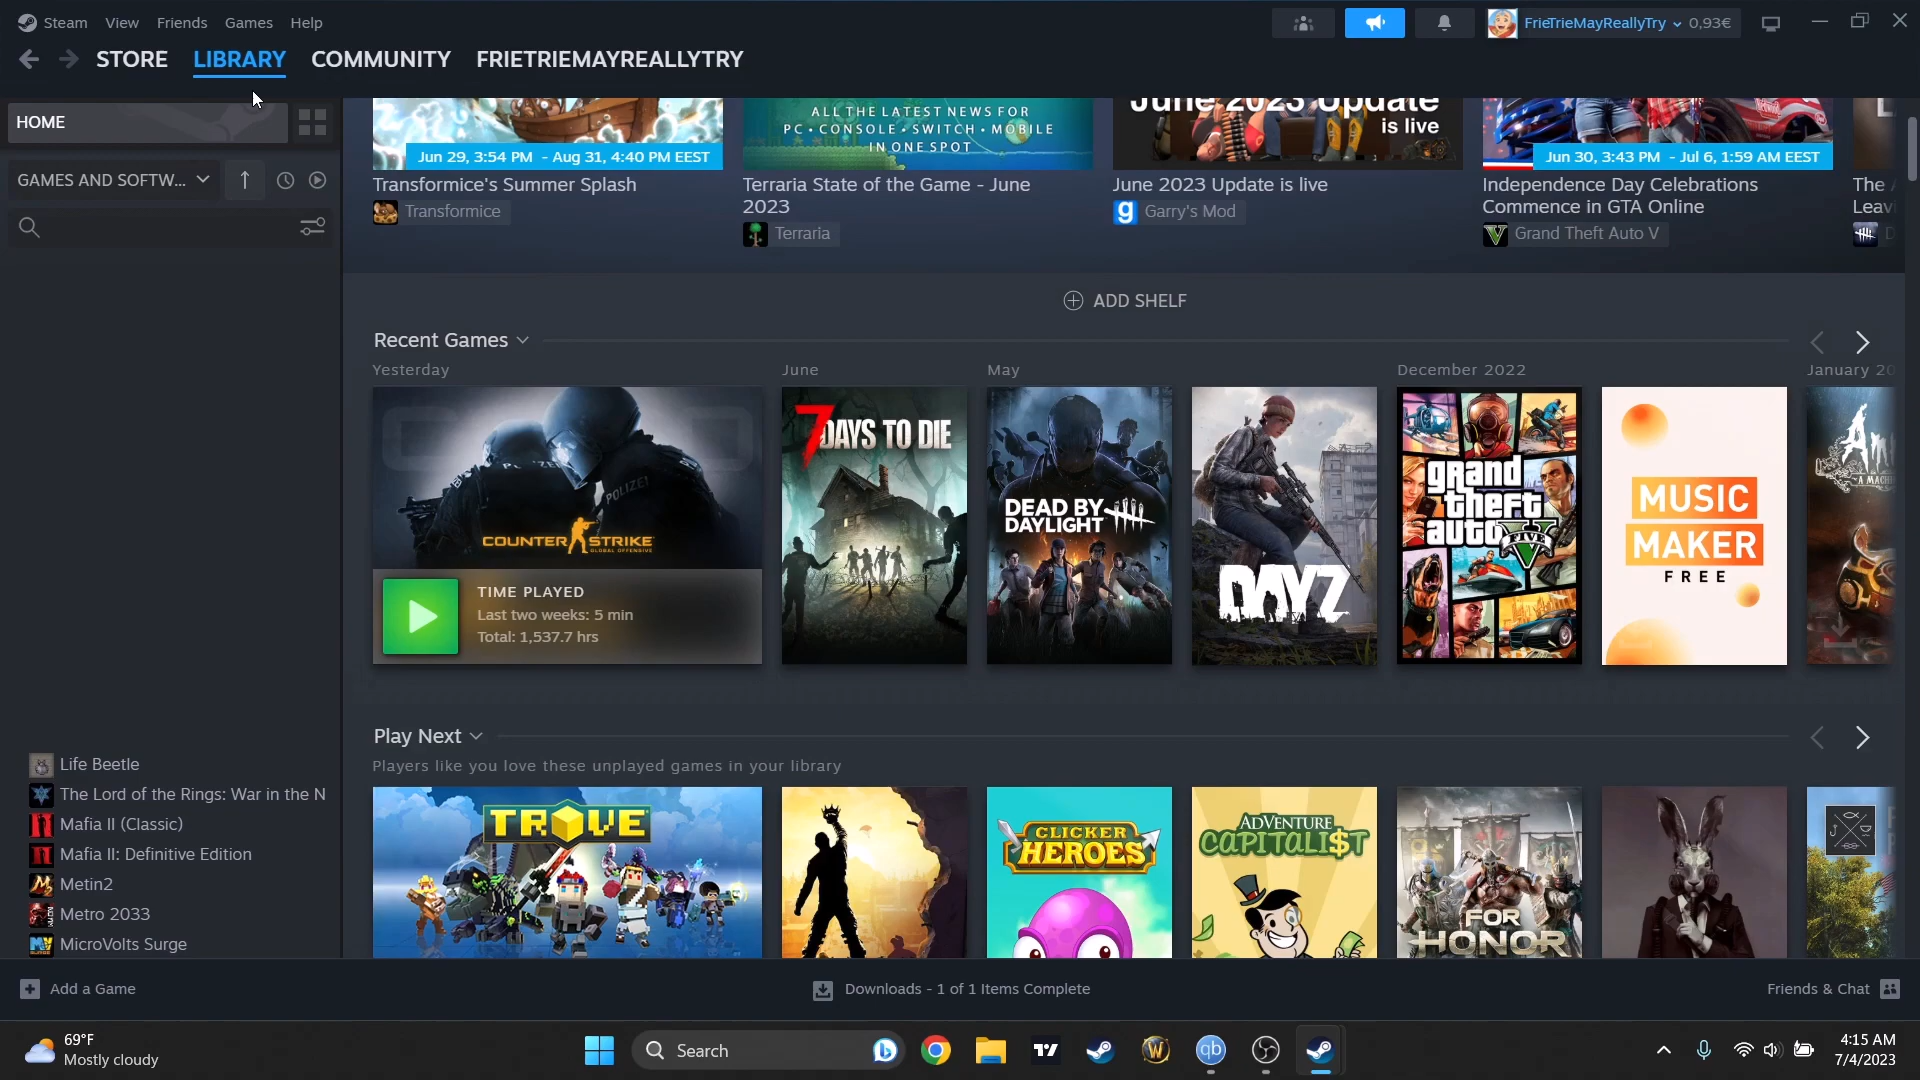 Steam View Friends Games Help
FrieTrieMayReallyTry 0,93€
STORE LIBRARY COMMUNITY FRIETRIEMAYREALLYTRY
HOME
GAMES AND SOFTW...
Life Beetle
The Lord of the Rings: War in the N
Mafia II (Classic)
Mafia II: Definitive Edition
Metin2
Metro 2033
MicroVolts Surge
Jun 29, 3:54 PM - Aug 31, 4:40 PM EEST
Transformice's Summer Splash
Transformice
ALL THE LATEST NEWS FOR
PC • CONSOLE • SWITCH • MOBILE
IN ONE SPOT
Terraria State of the Game - June
2023
Terraria
June 2023 Update
is live
June 2023 Update is live
Garry's Mod
Jun 30, 3:43 PM - Jul 6, 1:59 AM EEST
Independence Day Celebrations
Commence in GTA Online
Grand Theft Auto V
The
ADD SHELF
Recent Games
Yesterday
June
May
December 2022
January 20
POLIZEI
COUNTER STRIKE
GLOBAL OFFENSIVE
TIME PLAYED
Last two weeks: 5 min
Total: 1,537.7 hrs
7 DAYS TO DIE
DEAD BY
DAYLIGHT
DAYZ
grand
theft
auto
FIVE
MUSIC
MAKER
FREE
Play Next
Players like you love these unplayed games in your library
TROVE
CLICKER
HEROES
ADVENTURE
CAPITALI$T
FOR
HONOR
Add a Game
Downloads - 1 of 1 Items Complete
Friends & Chat
69°F
Mostly cloudy
Search
qb
4:15 AM
7/4/2023